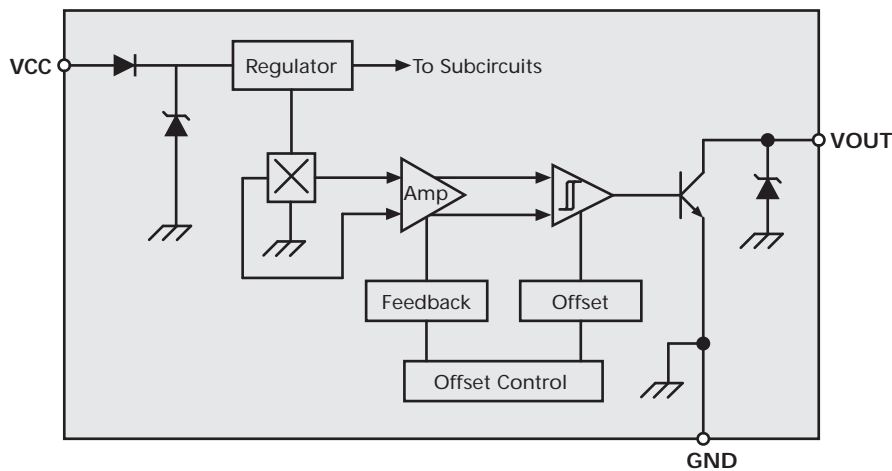 VCC
Regulator
To Subcircuits
VOUT
Amp
Feedback
Offset
Offset Control
GND